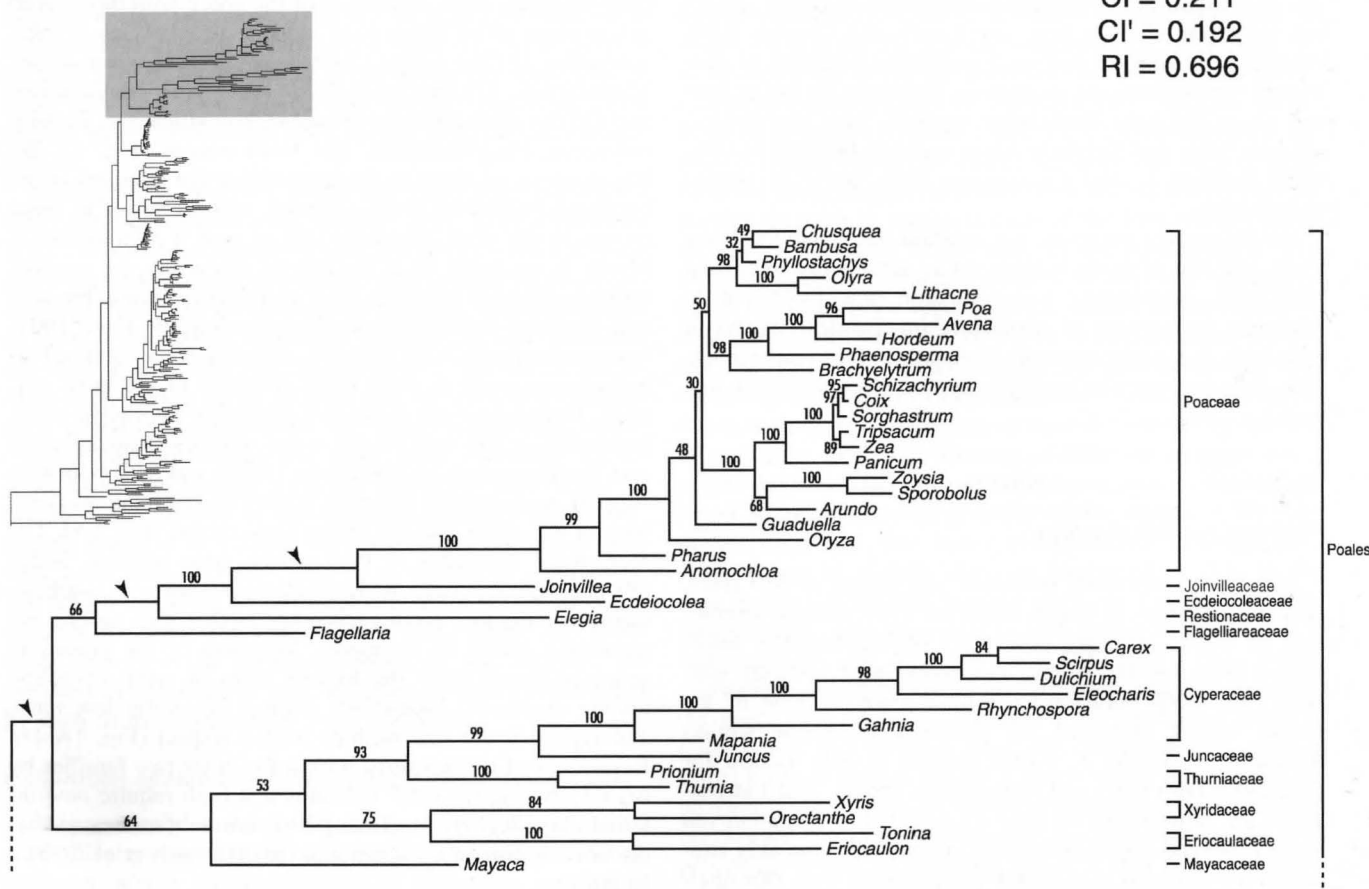 CI' = 0.192
RI = 0.696
49 Chusquea
32 Bambusa
98 Phyllostachys
100 Olyra
Lithacne
50 96 Poa
100 Avena
100 Hordeum
98 Phaenosperma
Brachyelytrum
30 95 Schizachyrium
97 Coix
100 Sorghastrum
100 Tripsacum
89 Zea
48 100 Panicum
100 Zoysia
Sporobolus
68 Arundo
100 Guaduella
99 Oryza
100 Pharus
Anomochloa
100 Joinvillea
Ecdeiocolea
66 Elegia
Flagellaria
Poaceae
Joinvilleaceae
Ecdeiocoleaceae
Restionaceae
Flagelliareaceae
Poales
84 Carex
100 Scirpus
98 Dulichium
100 Eleocharis
100 Rhynchospora
100 Gahnia
99 Mapania
93 Juncus
100 Prionium
53 Thurnia
84 Xyris
75 Orectanthe
64 100 Tonina
Eriocaulon
Mayaca
Cyperaceae
Juncaceae
Thurniaceae
Xyridaceae
Eriocaulaceae
Mayacaceae